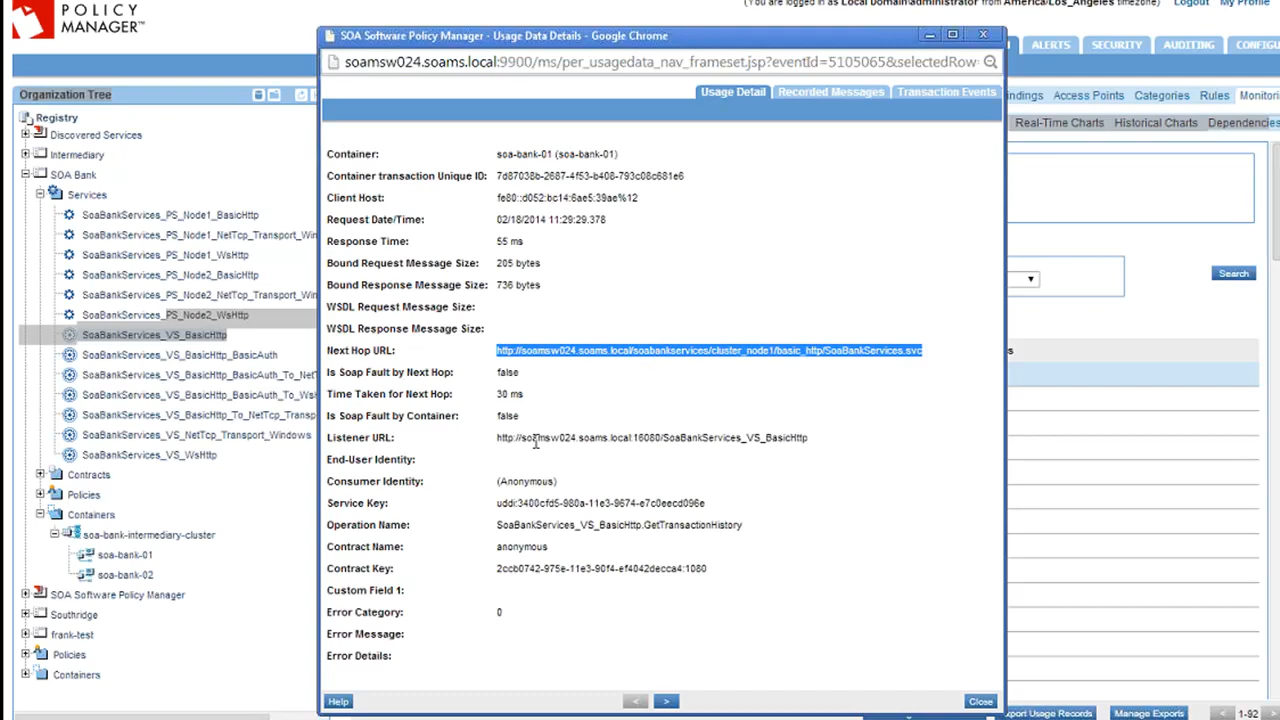 POLICY
MANAGER™
(You are logged in as Local Domain\administrator from America/Los_Angeles timezone)
Logout My Profile
ALERTS SECURITY AUDITING CONFIGU
Organization Tree
Registry
Discovered Services
Intermediary
SOA Bank
Services
SoaBankServices_PS_Node1_BasicHttp
SoaBankServices_PS_Node1_NetTcp_Transport_Win
SoaBankServices_PS_Node1_WsHttp
SoaBankServices_PS_Node2_BasicHttp
SoaBankServices_PS_Node2_NetTcp_Transport_Win
SoaBankServices_PS_Node2_WsHttp
SoaBankServices_VS_BasicHttp
SoaBankServices_VS_BasicHttp_BasicAuth
SoaBankServices_VS_BasicHttp_BasicAuth_To_NetT
SoaBankServices_VS_BasicHttp_BasicAuth_To_Ws
SoaBankServices_VS_BasicHttp_To_NetTcp_Transp
SoaBankServices_VS_NetTcp_Transport_Windows
SoaBankServices_VS_WsHttp
Contracts
Policies
Containers
soa-bank-intermediary-cluster
soa-bank-01
soa-bank-02
SOA Software Policy Manager
Southridge
frank-test
Policies
Containers
SOA Software Policy Manager - Usage Data Details - Google Chrome
soamsw024.soams.local:9900/ms/per_usagedata_nav_frameset.jsp?eventId=5105065&selectedRow
Usage Detail Recorded Messages Transaction Events
Container: soa-bank-01 (soa-bank-01)
Container transaction Unique ID: 7d87038b-2687-4f53-b408-793c08c681e6
Client Host: fe80::d052:bc14:6ae5:39ae%12
Request Date/Time: 02/18/2014 11:29:29.378
Response Time: 55 ms
Bound Request Message Size: 205 bytes
Bound Response Message Size: 736 bytes
WSDL Request Message Size:
WSDL Response Message Size:
Next Hop URL: http://soamsw024.soams.local/soabankservices/cluster_node1/basic_http/SoaBankServices.svc
Is Soap Fault by Next Hop: false
Time Taken for Next Hop: 30 ms
Is Soap Fault by Container: false
Listener URL: http://soamsw024.soams.local:16080/SoaBankServices_VS_BasicHttp
End-User Identity:
Consumer Identity: (Anonymous)
Service Key: uddi:3400cfd5-980a-11e3-9674-e7c0eecd096e
Operation Name: SoaBankServices_VS_BasicHttp.GetTransactionHistory
Contract Name: anonymous
Contract Key: 2ccb0742-975e-11e3-90f4-ef4042decca4:1080
Custom Field 1:
Error Category: 0
Error Message:
Error Details:
Help < > Close
ndings Access Points Categories Rules Monitori
Real-Time Charts Historical Charts Dependencies
Search
s
xport Usage Records Manage Exports < 1-92 >